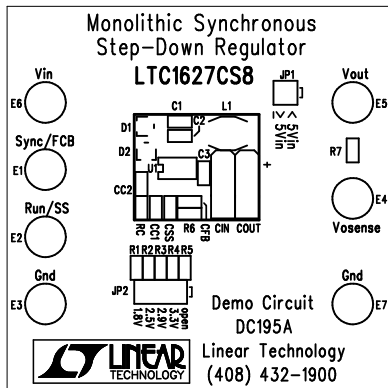 Monolithic Synchronous
Step-Down Regulator
LTC1627CS8
Vin
E6
JP1
≥ 5Vin
< 5Vin
Vout
E5
C1
C2
L1
D1
D2
U1
C3
+
Sync/FCB
E1
R7
CC2
Run/SS
E2
E4
Vosense
RC
CC1
CSS
R6
CFB
CIN
COUT
R1 R2 R3 R4 R5
Gnd
E3
JP2
1.8V
2.5V
2.9V
3.3V
open
Gnd
E7
Demo Circuit
DC195A
LINEAR
TECHNOLOGY
Linear Technology
(408) 432-1900